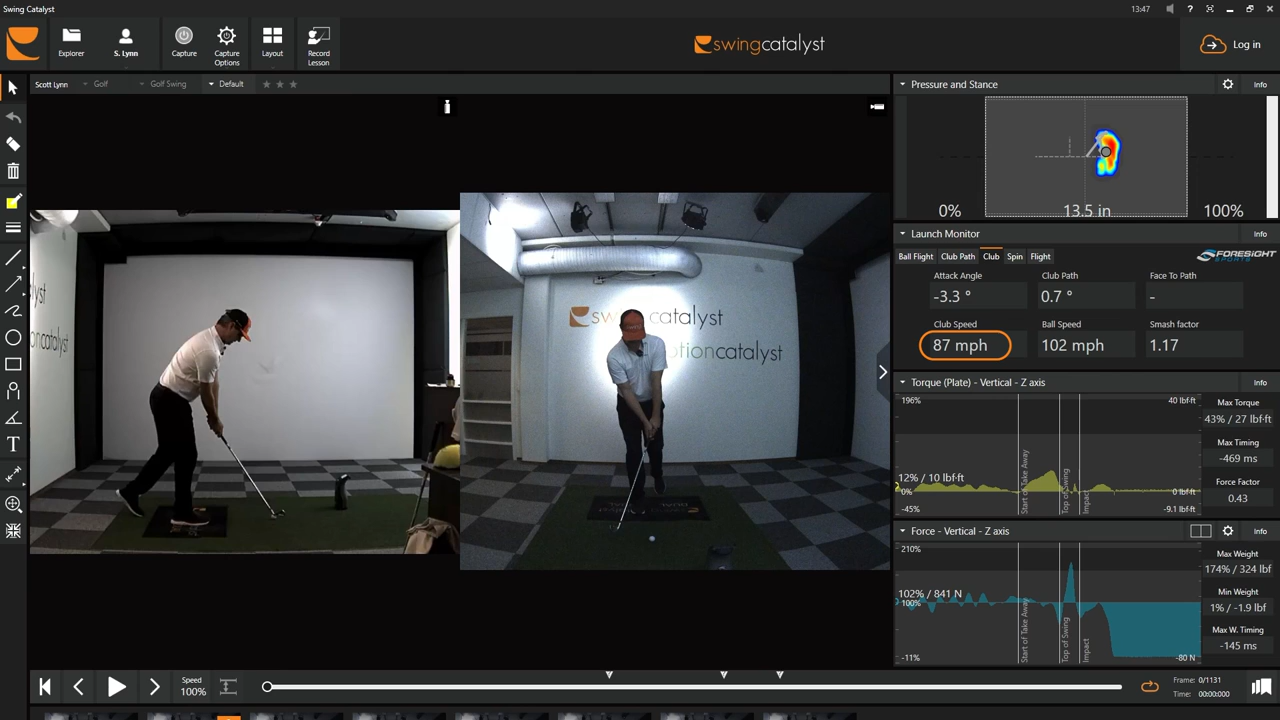 Swing Catalyst
13:47
?
Explorer
S. Lynn
Capture
Capture
Options
Layout
Record
Lesson
swingcatalyst
Log in
Scott Lynn
Golf
Golf Swing
Default
Pressure and Stance
Info
0%
13.5 in
100%
Launch Monitor
Info
Ball Flight
Club Path
Club
Spin
Flight
FORESIGHT
SPORTS
Attack Angle
Club Path
Face To Path
-3.3 °
0.7 °
-
Club Speed
Ball Speed
Smash factor
87 mph
102 mph
1.17
Torque (Plate) - Vertical - Z axis
Info
196%
40 lbf·ft
12% / 10 lbf·ft
0%
0 lbf·ft
-45%
-9.1 lbf·ft
Start of Take Away
Top of Swing
Impact
Max Torque
43% / 27 lbf·ft
Max Timing
-469 ms
Force Factor
0.43
Force - Vertical - Z axis
Info
210%
102% / 841 N
100%
-11%
-80 N
Start of Take Away
Top of Swing
Impact
Max Weight
174% / 324 lbf
Min Weight
1% / -1.9 lbf
Max W. Timing
-145 ms
catalyst
catalyst
swing catalyst
otioncatalyst
T
Speed
100%
Frame: 0/1131
Time: 00:00:000